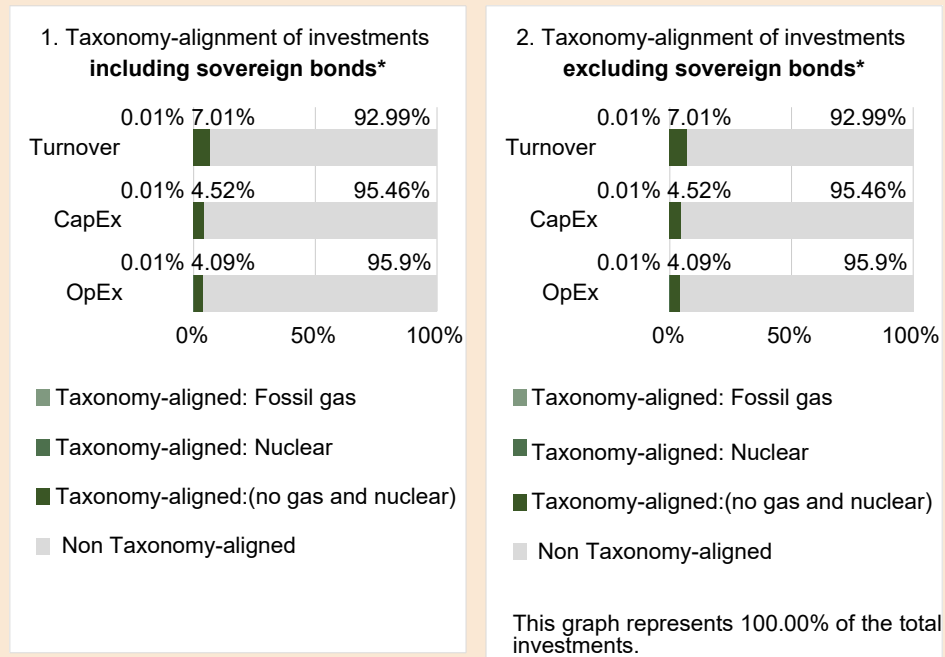 1. Taxonomy-alignment of investments
including sovereign bonds*
0.01% 7.01% 92.99%
Turnover
0.01% 4.52% 95.46%
CapEx
0.01% 4.09% 95.9%
OpEx
0% 50% 100%
Taxonomy-aligned: Fossil gas
Taxonomy-aligned: Nuclear
Taxonomy-aligned:(no gas and nuclear)
Non Taxonomy-aligned
2. Taxonomy-alignment of investments
excluding sovereign bonds*
0.01% 7.01% 92.99%
Turnover
0.01% 4.52% 95.46%
CapEx
0.01% 4.09% 95.9%
OpEx
0% 50% 100%
Taxonomy-aligned: Fossil gas
Taxonomy-aligned: Nuclear
Taxonomy-aligned:(no gas and nuclear)
Non Taxonomy-aligned
This graph represents 100.00% of the total
investments.